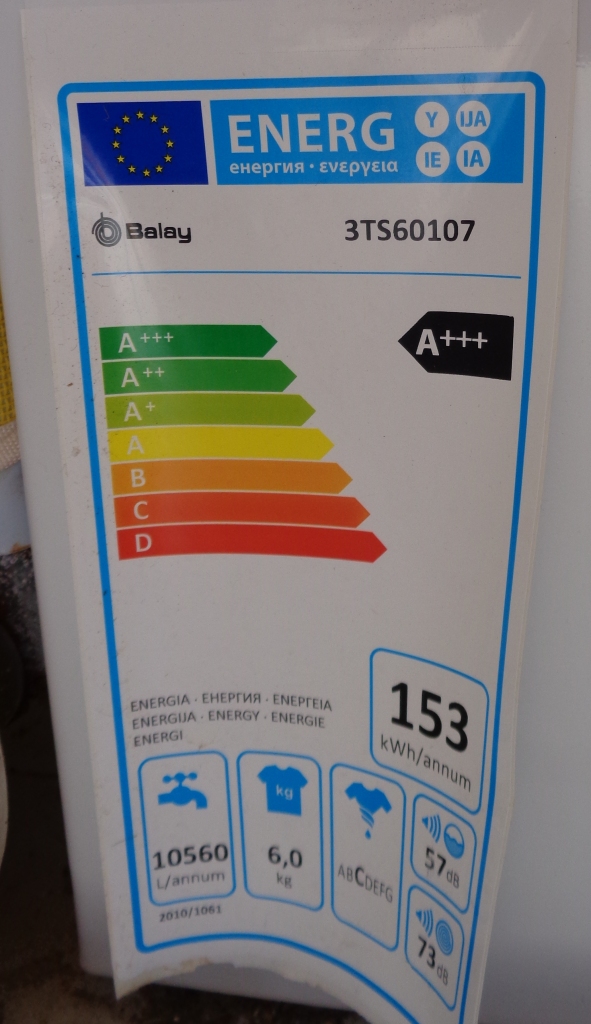 ENERG
Y IJA
IE IA
енергия · ενεργεια
Balay
3TS60107
A+++
A+++
A++
A+
A
B
C
D
ENERGIA · ЕНЕРГИЯ · ΕΝΕΡΓΕΙΑ
ENERGIJA · ENERGY · ENERGIE
ENERGI
153
kWh/annum
10560
L/annum
kg
6,0
kg
ABCDEFG
57dB
73dB
2010/1061